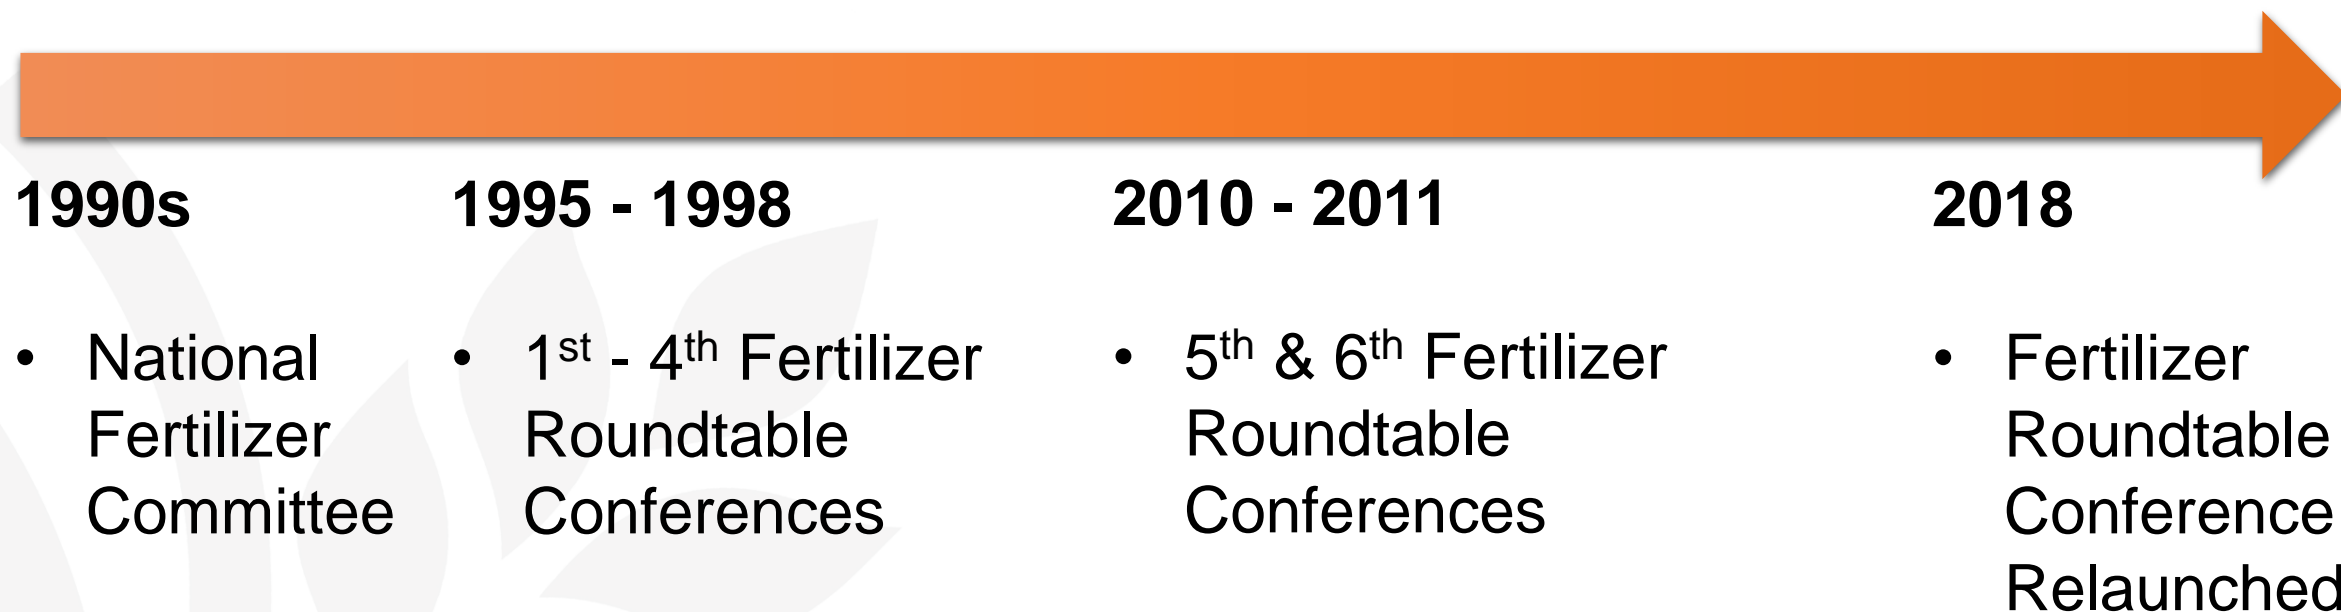 1990s
• National
Fertilizer
Committee
1995 - 1998
• 1st - 4th Fertilizer
Roundtable
Conferences
2010 - 2011
• 5th & 6th Fertilizer
Roundtable
Conferences
2018
• Fertilizer
Roundtable
Conference
Relaunched